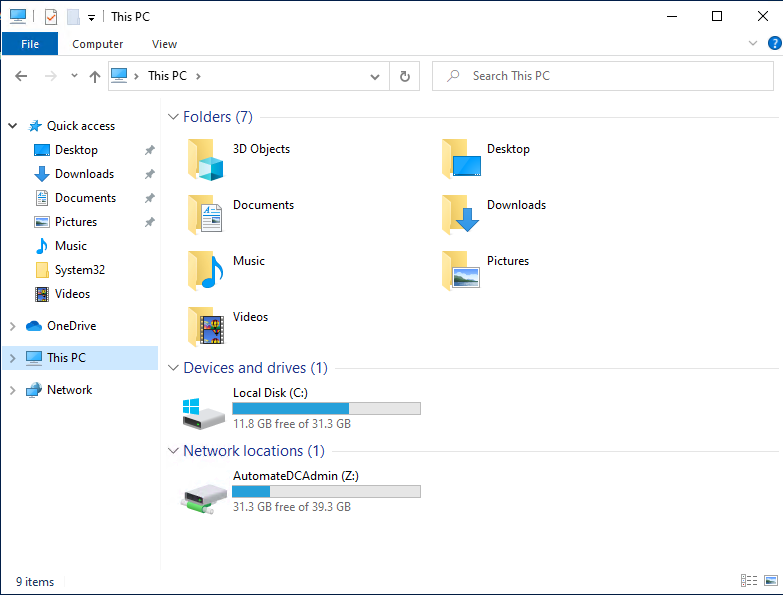 This PC
File Computer View
This PC
Search This PC
Quick access
Desktop
Downloads
Documents
Pictures
Music
System32
Videos
OneDrive
This PC
Network
Folders (7)
3D Objects
Desktop
Documents
Downloads
Music
Pictures
Videos
Devices and drives (1)
Local Disk (C:)
11.8 GB free of 31.3 GB
Network locations (1)
AutomateDCAdmin (Z:)
31.3 GB free of 39.3 GB
9 items